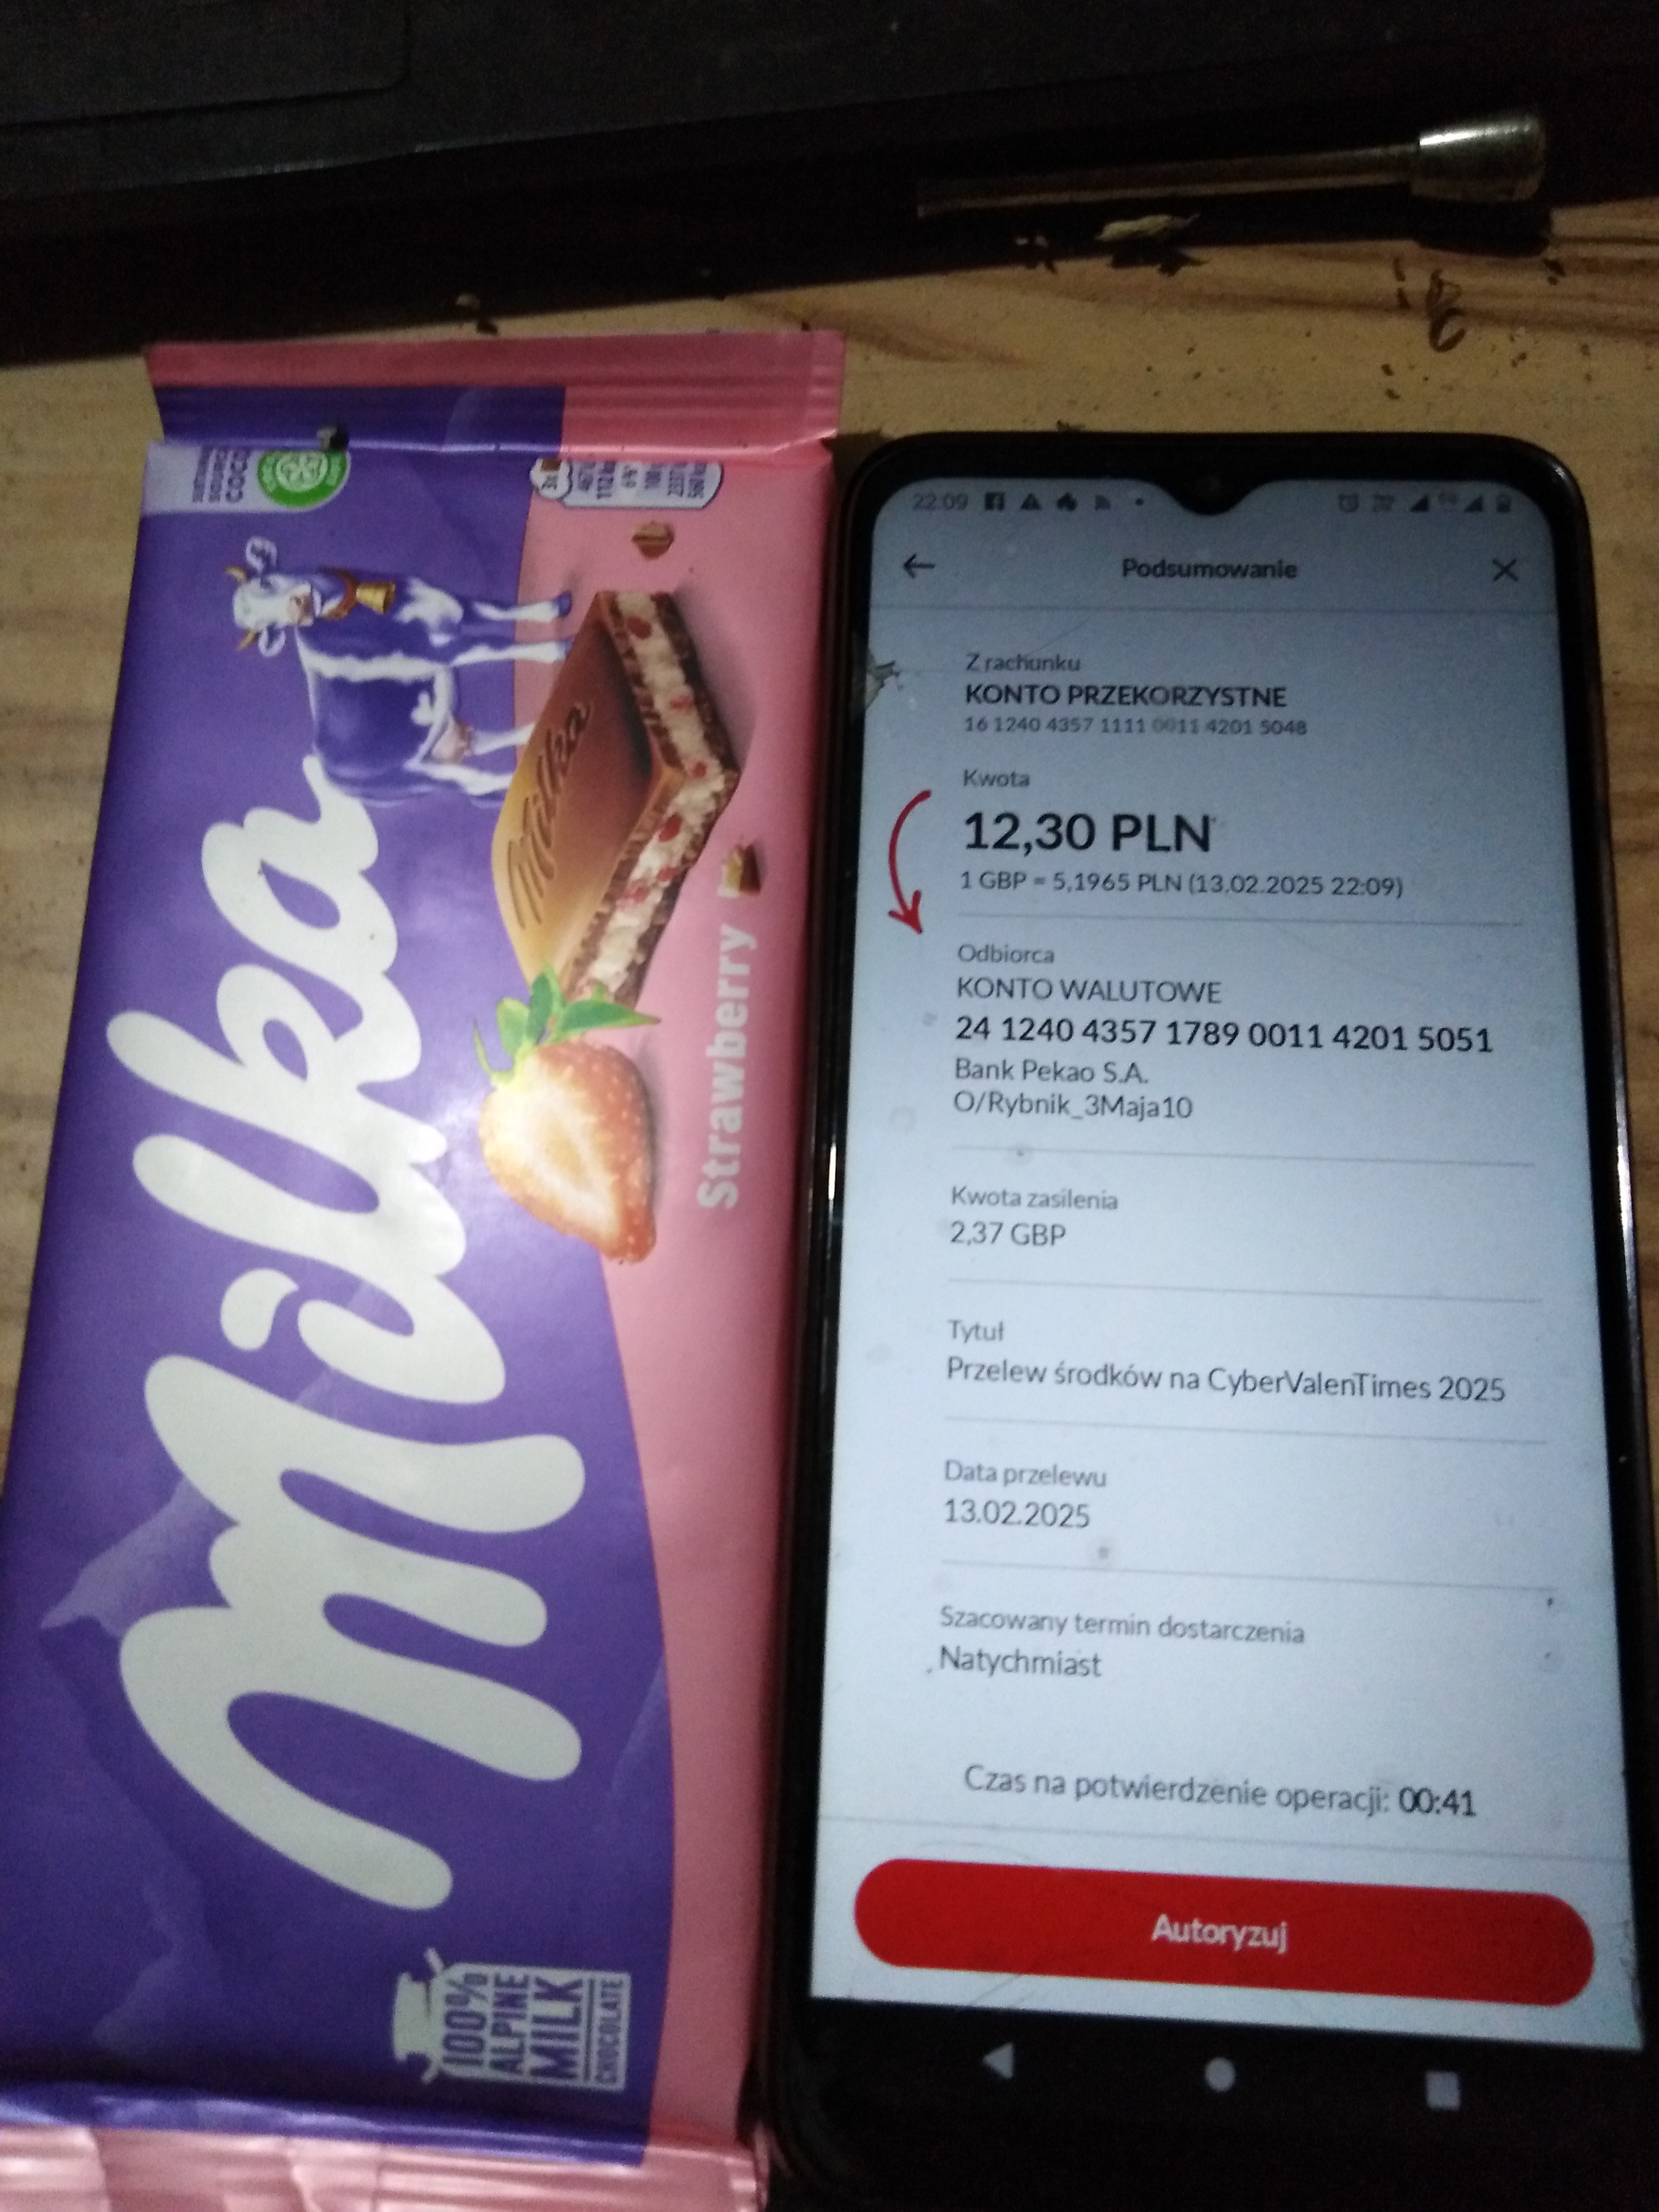 Milka
Milka
Strawberry
100%
ALPINE
MILK
CHOCOLATE
22:09
Podsumowanie
Z rachunku
KONTO PRZEKORZYSTNE
16 1240 4357 1111 0011 4201 5048
Kwota
12,30 PLN
1 GBP = 5,1965 PLN (13.02.2025 22:09)
Odbiorca
KONTO WALUTOWE
24 1240 4357 1789 0011 4201 5051
Bank Pekao S.A.
O/Rybnik_3Maja10
Kwota zasilenia
2,37 GBP
Tytuł
Przelew środków na CyberValenTimes 2025
Data przelewu
13.02.2025
Szacowany termin dostarczenia
Natychmiast
Czas na potwierdzenie operacji: 00:41
Autoryzuj